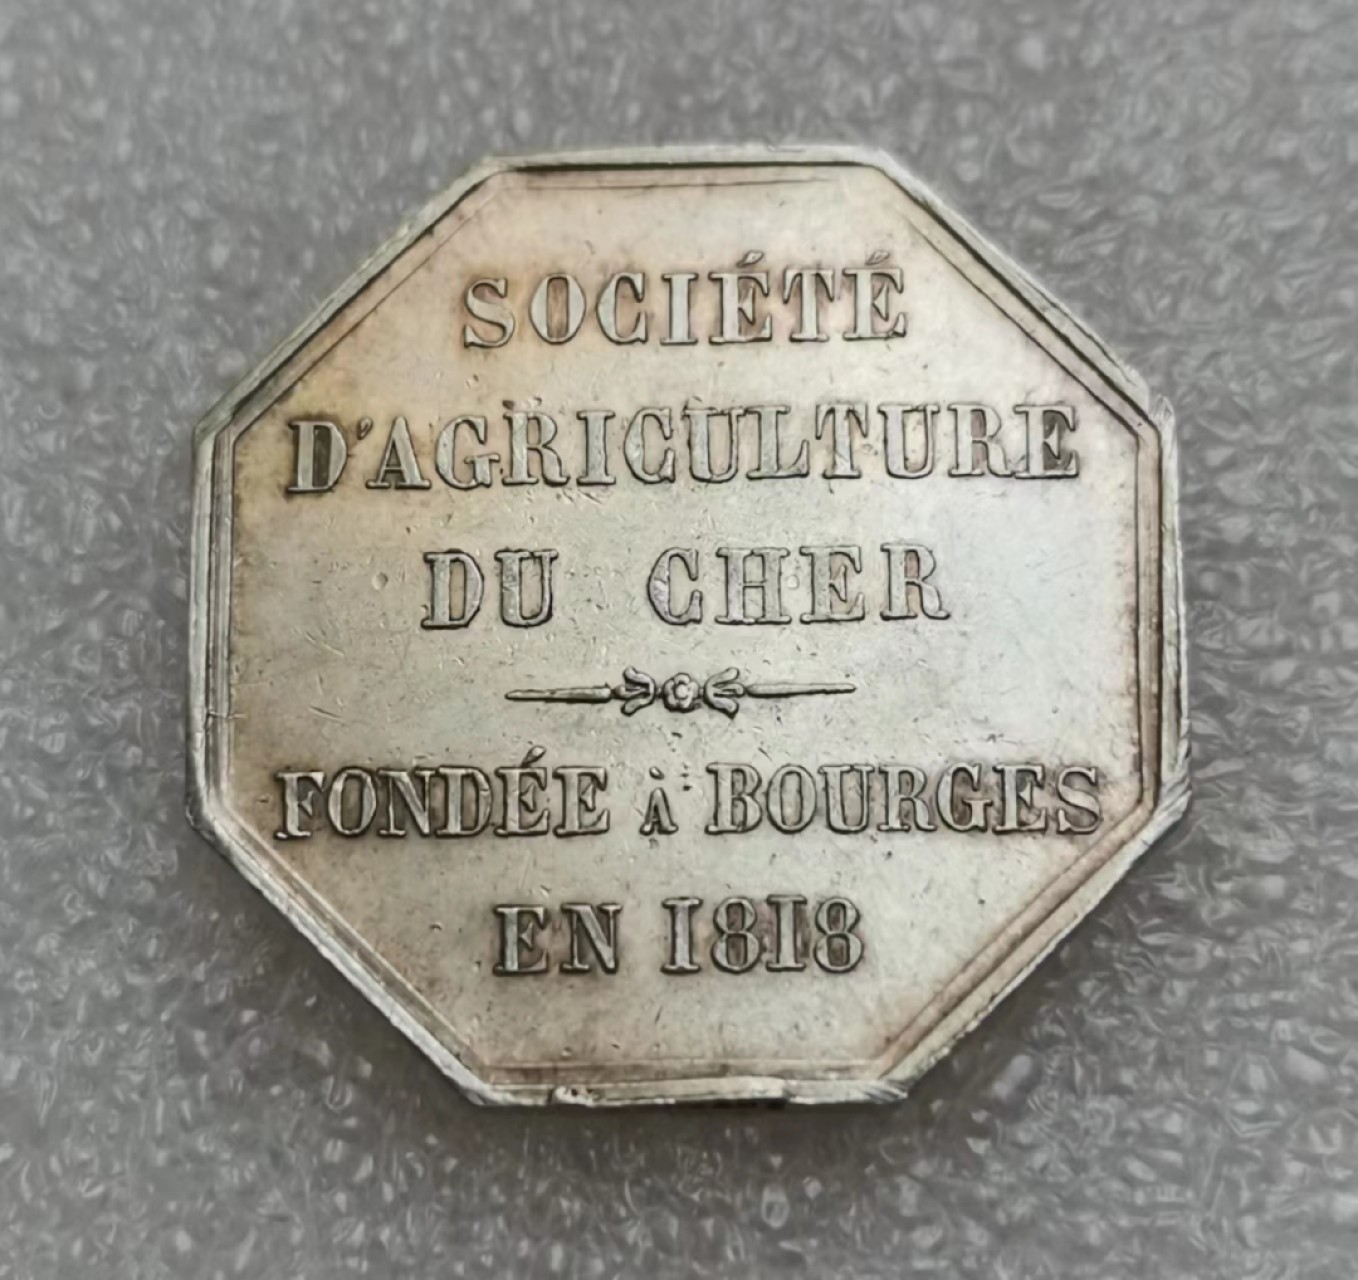 SOCIÉTÉ
D'AGRICULTURE
DU CHER
FONDÉE À BOURGES
EN 1818